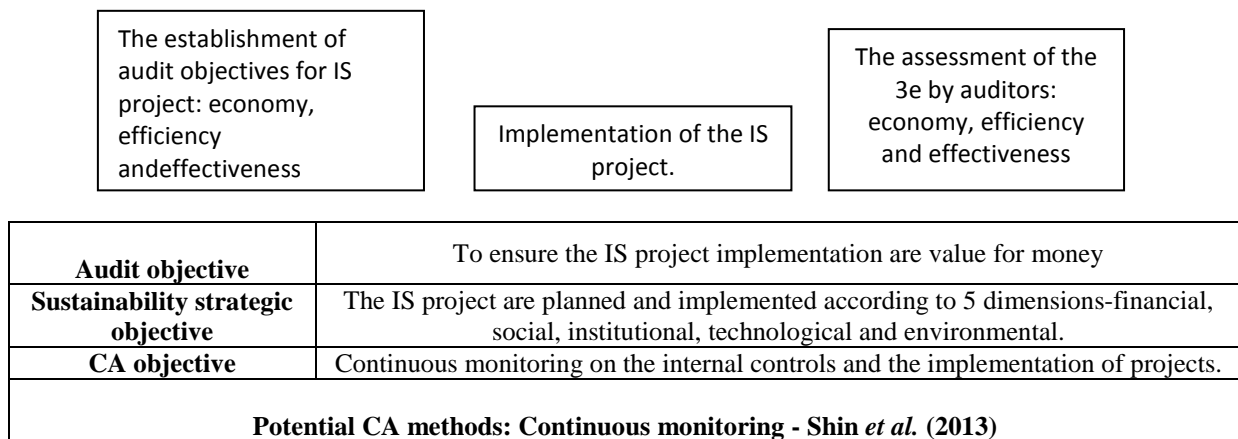 The establishment of
audit objectives for IS
project: economy,
efficiency
andeffectiveness
Implementation of the IS
project.
The assessment of the
3e by auditors:
economy, efficiency
and effectiveness
Audit objective
To ensure the IS project implementation are value for money
Sustainability strategic
objective
The IS project are planned and implemented according to 5 dimensions-financial,
social, institutional, technological and environmental.
CA objective
Continuous monitoring on the internal controls and the implementation of projects.
Potential CA methods: Continuous monitoring - Shin et al. (2013)